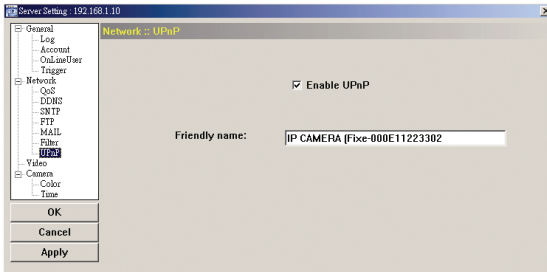 Server Setting : 192.168.1.10
General
Log
Account
OnLineUser
Trigger
Network
QoS
DDNS
SNTP
FTP
MAIL
Filter
UPnP
Video
Camera
Color
Time
OK
Cancel
Apply
Network :: UPnP
Enable UPnP
Friendly name:
IP CAMERA (Fixe-000E11223302